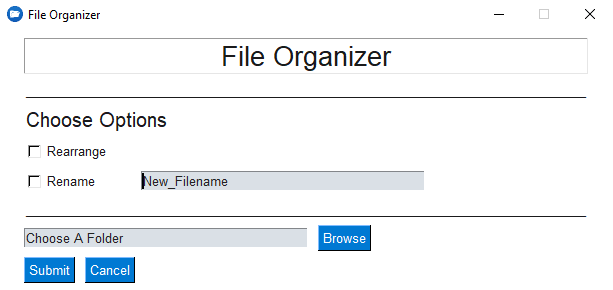 File Organizer
File Organizer
Choose Options
Rearrange
Rename New_Filename
Choose A Folder Browse
Submit Cancel